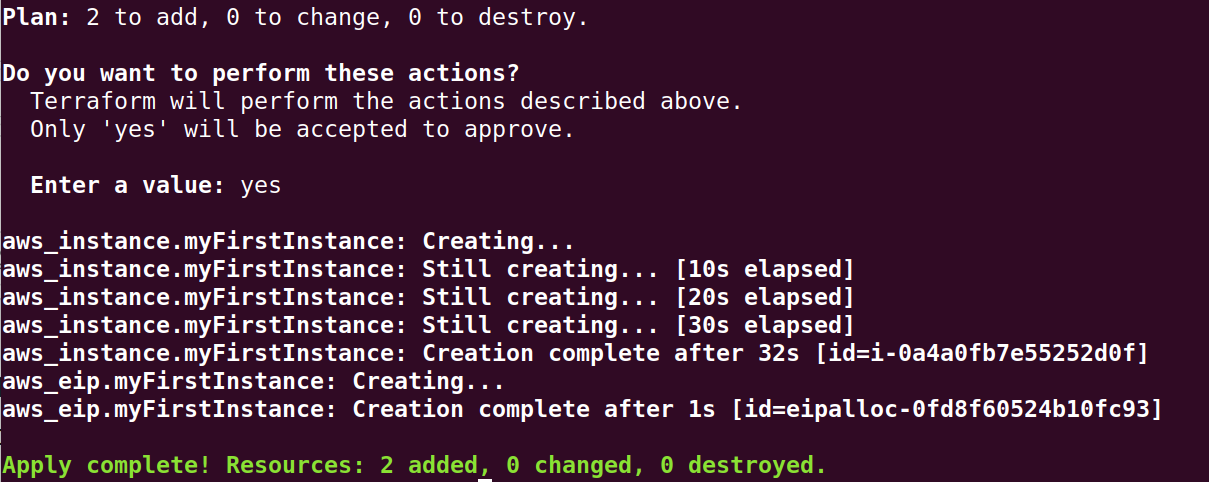 Plan: 2 to add, 0 to change, 0 to destroy.
Do you want to perform these actions?
Terraform will perform the actions described above.
Only 'yes' will be accepted to approve.
Enter a value: yes
aws_instance.myFirstInstance: Creating...
aws_instance.myFirstInstance: Still creating... [10s elapsed]
aws_instance.myFirstInstance: Still creating... [20s elapsed]
aws_instance.myFirstInstance: Still creating... [30s elapsed]
aws_instance.myFirstInstance: Creation complete after 32s [id=i-0a4a0fb7e55252d0f]
aws_eip.myFirstInstance: Creating...
aws_eip.myFirstInstance: Creation complete after 1s [id=eipalloc-0fd8f60524b10fc93]
Apply complete! Resources: 2 added, 0 changed, 0 destroyed.